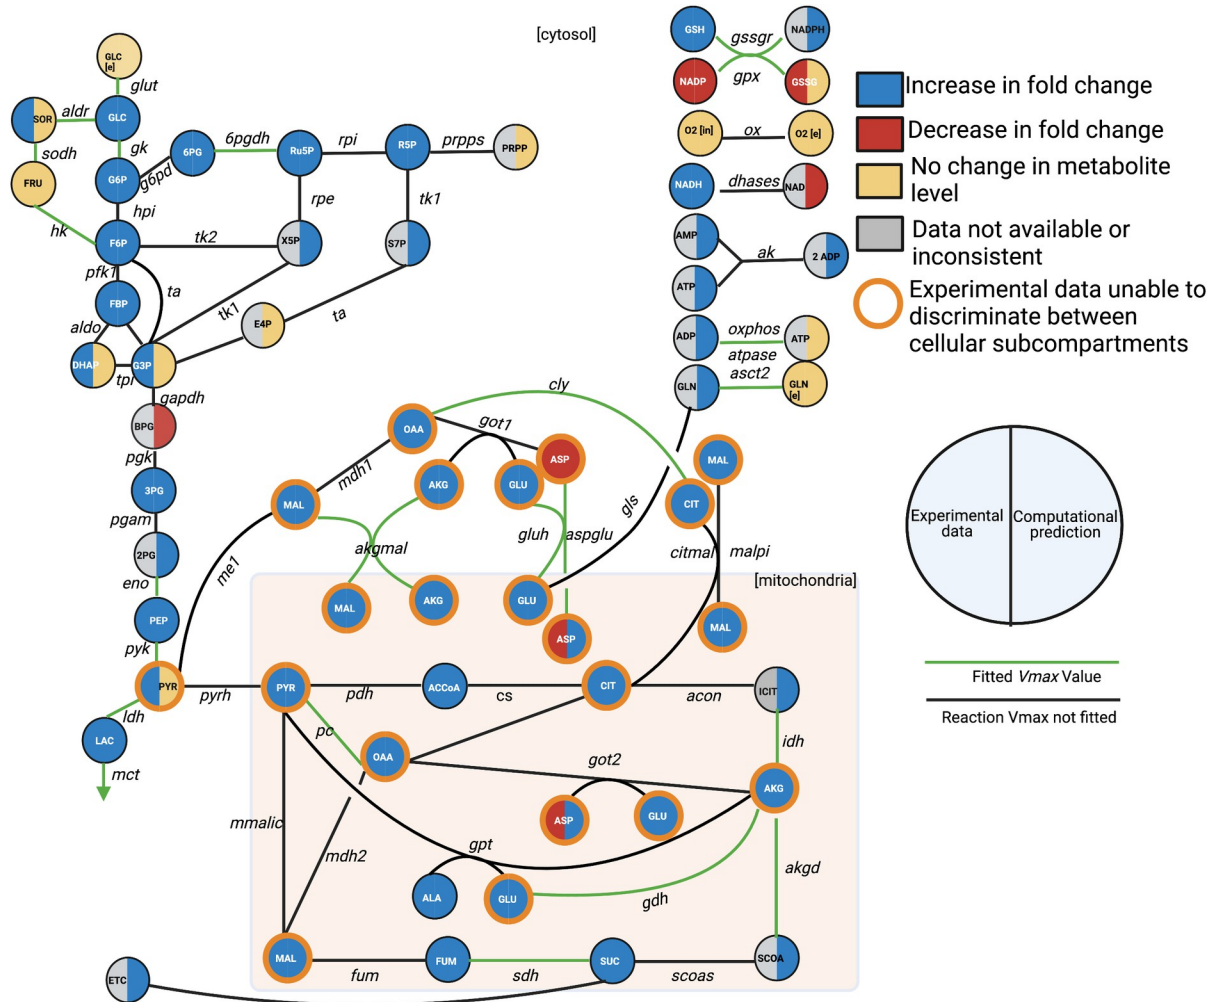 [cytosol]
GLC
[e]
glut
SOR
aldr
GLC
sodh
gk
FRU
G6P
g6pd
6PG
6pgdh
Ru5P
rpi
R5P
prpps
PRPP
hpi
rpe
tk1
hk
F6P
tk2
X5P
S7P
pfk1
ta
FBP
aldo
tk1
E4P
ta
DHAP
tpi
G3P
gapdh
BPG
pgk
3PG
pgam
2PG
eno
PEP
pyk
PYR
ldh
LAC
mct
GSH
gssgr
NADPH
NADP
gpx
GSSG
O2 [in]
ox
O2 [e]
NADH
dhases
NAD
AMP
ATP
ak
2 ADP
ADP
oxphos
atpase
ATP
GLN
asct2
GLN
[e]
Increase in fold change
Decrease in fold change
No change in metabolite
level
Data not available or
inconsistent
Experimental data unable to
discriminate between
cellular subcompartments
Experimental
data
Computational
prediction
Fitted Vmax Value
Reaction Vmax not fitted
cly
OAA
got1
ASP
mdh1
AKG
GLU
MAL
me1
akgmal
gluh
aspglu
gls
MAL
CIT
citmal
malpi
[mitochondria]
MAL
AKG
GLU
ASP
MAL
pyrh
PYR
pdh
ACCoA
cs
CIT
acon
ICIT
pc
idh
OAA
got2
AKG
ASP
GLU
mmalic
mdh2
gpt
akgd
ALA
GLU
gdh
MAL
fum
FUM
sdh
SUC
scoas
SCOA
ETC